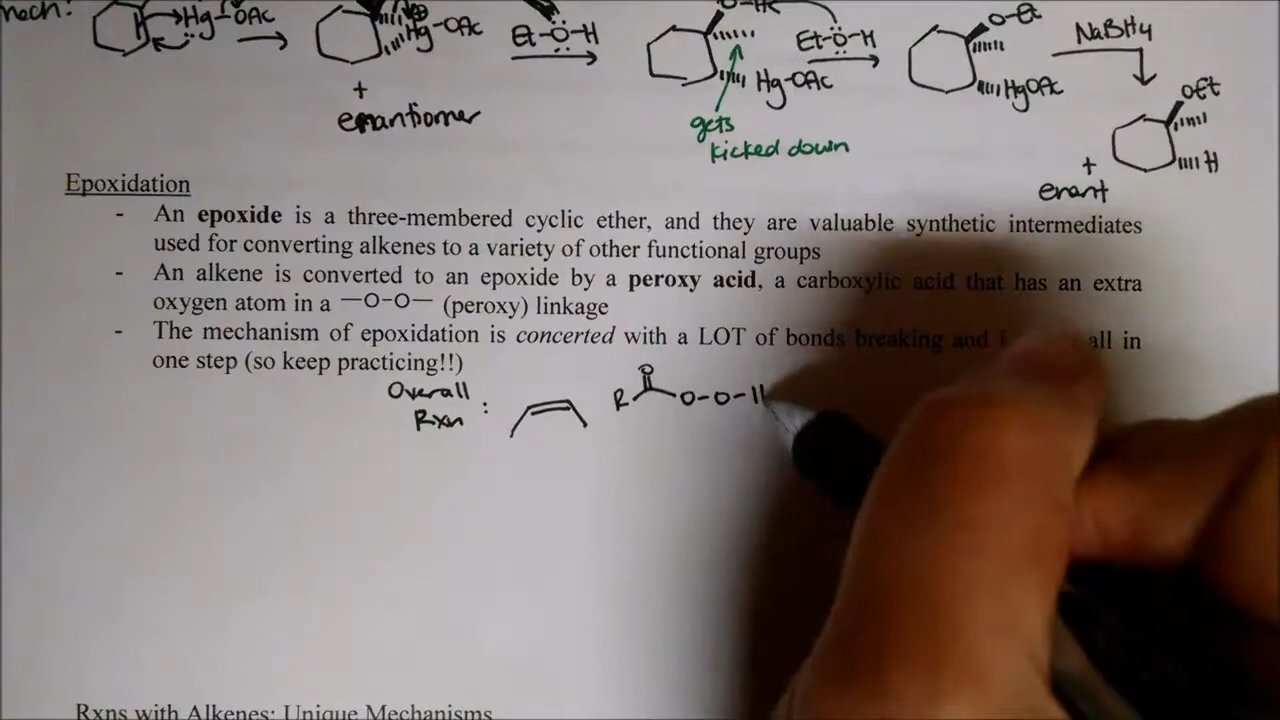 mech:
Hg-OAc
⊕
Hg-OAc
Et-Ö-H
Hg-OAc
Et-Ö-H
O-Et
HgOAc
NaBH4
OEt
H
+
enantiomer
gets
kicked down
+
enant
Epoxidation
- An epoxide is a three-membered cyclic ether, and they are valuable synthetic intermediates
used for converting alkenes to a variety of other functional groups
- An alkene is converted to an epoxide by a peroxy acid, a carboxylic acid that has an extra
oxygen atom in a —O-O— (peroxy) linkage
- The mechanism of epoxidation is concerted with a LOT of bonds breaking and all in
one step (so keep practicing!!)
Overall
Rxn :
O
R O-O-H
Rxns with Alkenes: Unique Mechanisms